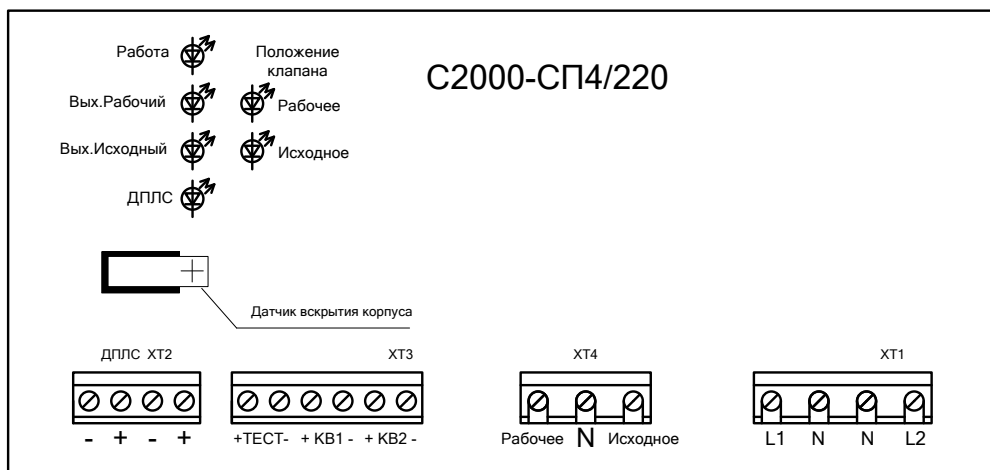 С2000-СП4/220
Работа
Положение
клапана
Вых.Рабочий
Рабочее
Вых.Исходный
Исходное
ДПЛС
Датчик вскрытия корпуса
ДПЛС XT2
XT3
XT4
XT1
- + - +
+ТЕСТ- + КВ1 - + КВ2 -
Рабочее N Исходное
L1 N N L2